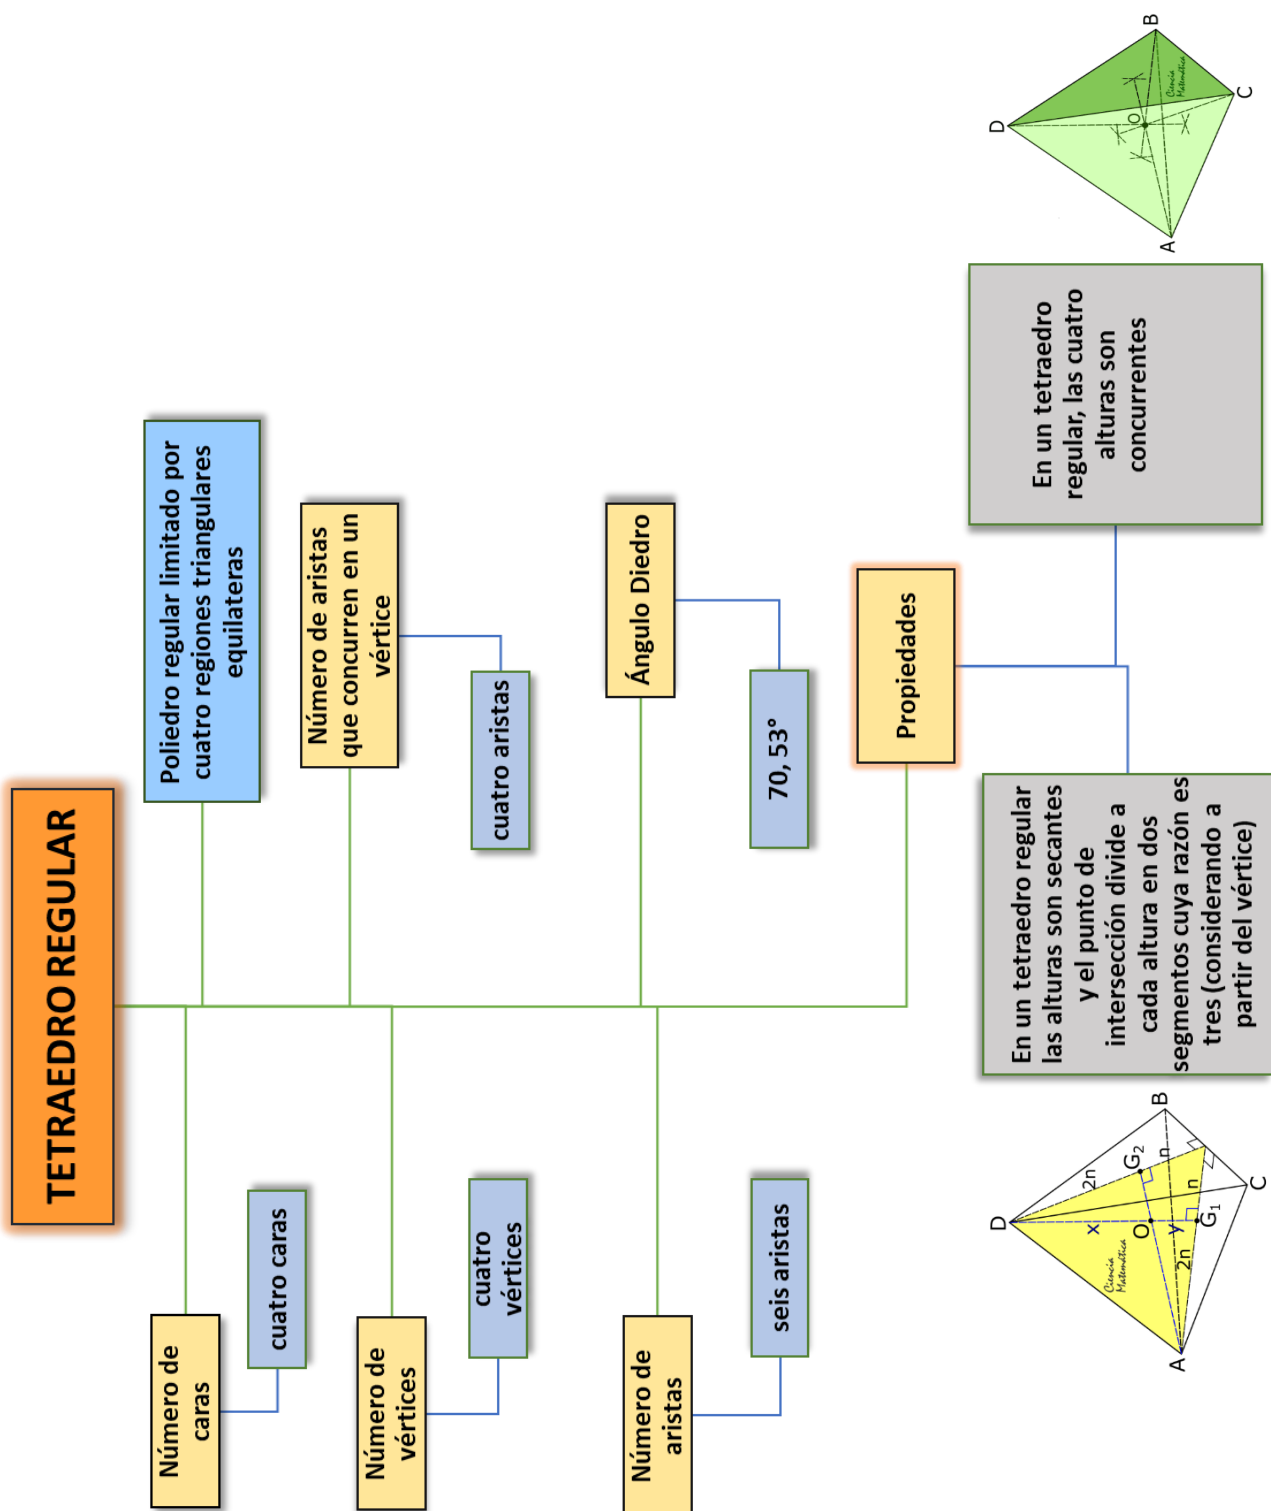 TETRAEDRO REGULAR
Poliedro regular limitado por
cuatro regiones triangulares
equilateras
Número de
caras
cuatro caras
Número de aristas
que concurren en un
vértice
cuatro aristas
Número de
vértices
cuatro
vértices
Ángulo Diedro
70, 53°
Número de
aristas
seis aristas
Propiedades
En un tetraedro regular
las alturas son secantes
y el punto de
intersección divide a
cada altura en dos
segmentos cuya razón es
tres (considerando a
partir del vértice)
En un tetraedro
regular, las cuatro
alturas son
concurrentes
D
2n
x
G₂
Ciencia
Matemática
O
n
B
y
2n
n
G₁
A
C
D
O
B
Ciencia
Matemática
A
C